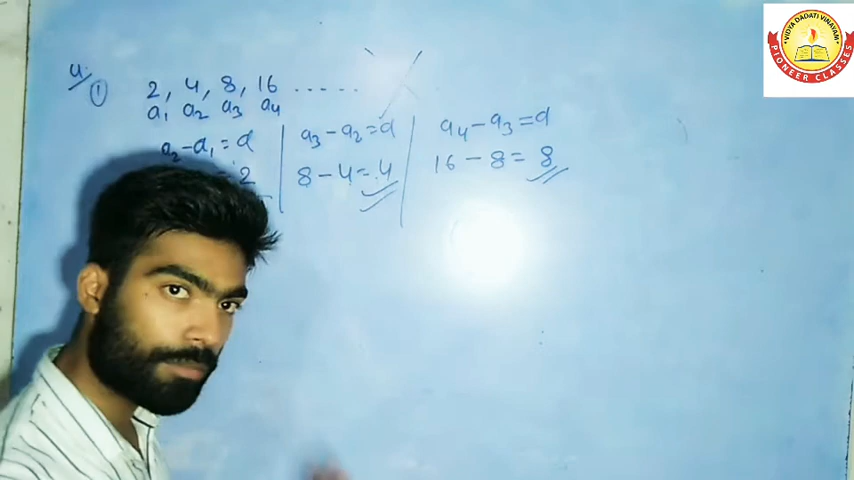 4.
① 2, 4, 8, 16 .....
a₁ a₂ a₃ a₄
a₂-a₁=d
= 2
a₃-a₂=d
8-4=4
a₄-a₃=d
16-8=8
VIDYA DADATI VINAYAM
PIONEER CLASSES